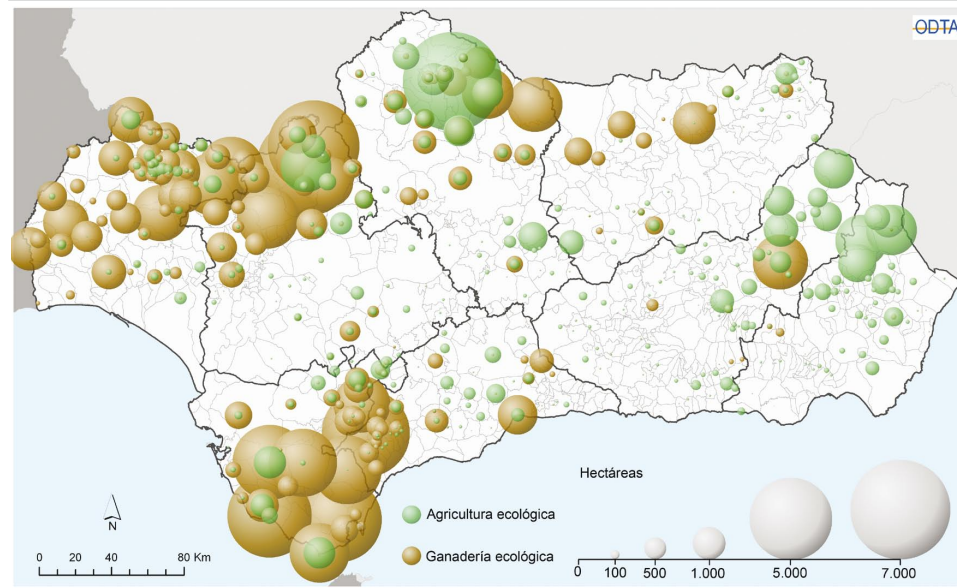 ODTA
Hectáreas
Agricultura ecológica
Ganadería ecológica
N
0 20 40 80 Km
0 100 500 1.000 5.000 7.000